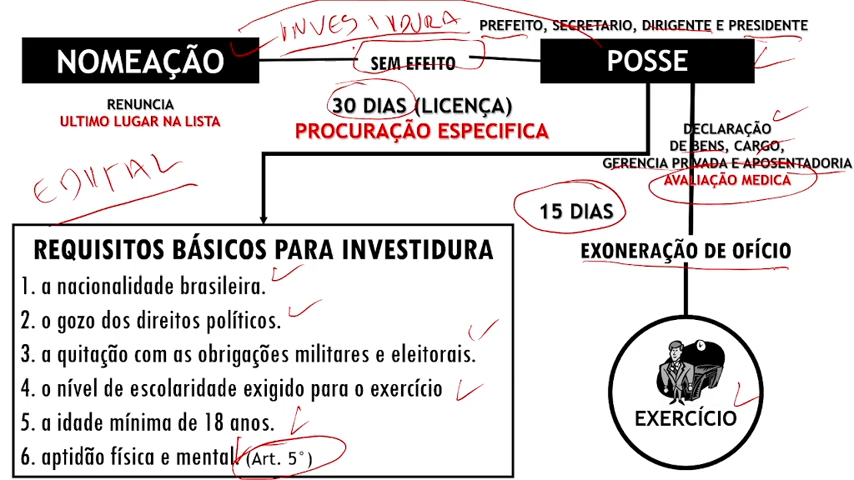 INVESTIDURA
PREFEITO, SECRETARIO, DIRIGENTE E PRESIDENTE
NOMEAÇÃO
SEM EFEITO
POSSE
RENUNCIA
ULTIMO LUGAR NA LISTA
30 DIAS (LICENÇA)
PROCURAÇÃO ESPECIFICA
DECLARAÇÃO
DE BENS, CARGO,
GERENCIA PRIVADA E APOSENTADORIA
AVALIAÇÃO MEDICA
EDITAL
15 DIAS
EXONERAÇÃO DE OFÍCIO
REQUISITOS BÁSICOS PARA INVESTIDURA
1. a nacionalidade brasileira.
2. o gozo dos direitos políticos.
3. a quitação com as obrigações militares e eleitorais.
4. o nível de escolaridade exigido para o exercício
5. a idade mínima de 18 anos.
6. aptidão física e mental. (Art. 5°)
EXERCÍCIO